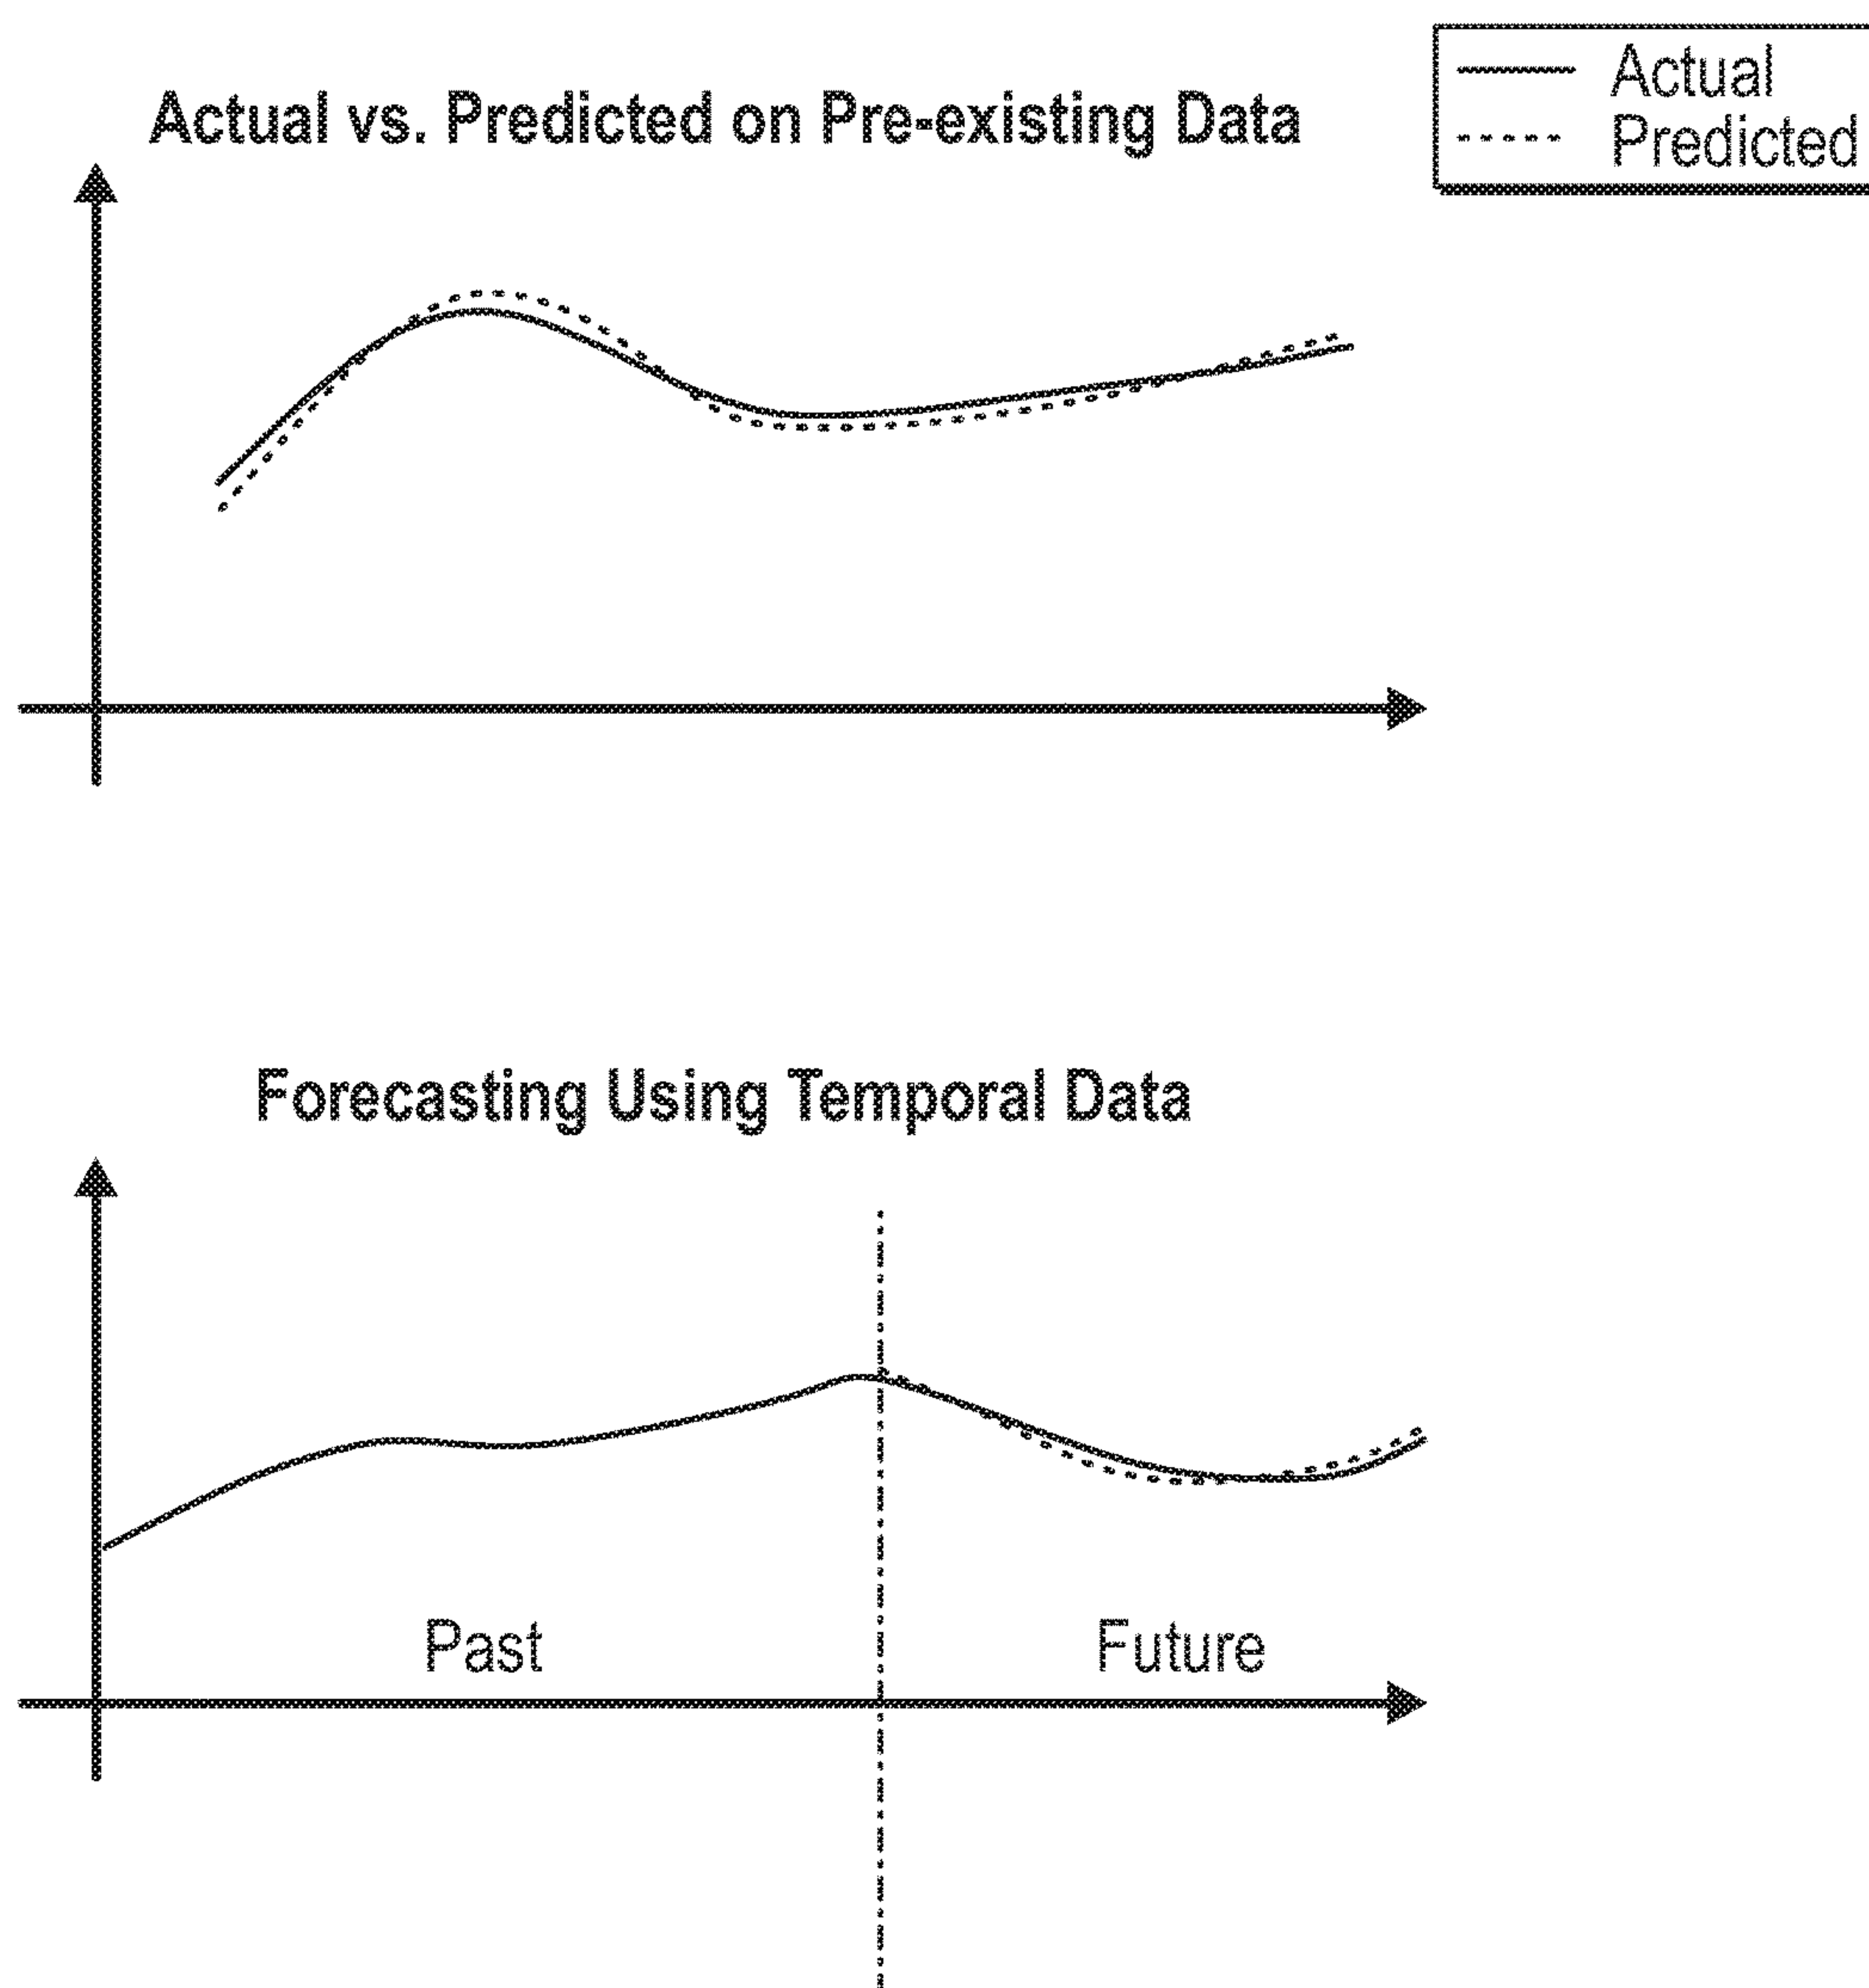 Actual vs. Predicted on Pre-existing Data
Actual
Predicted
Forecasting Using Temporal Data
Past
Future